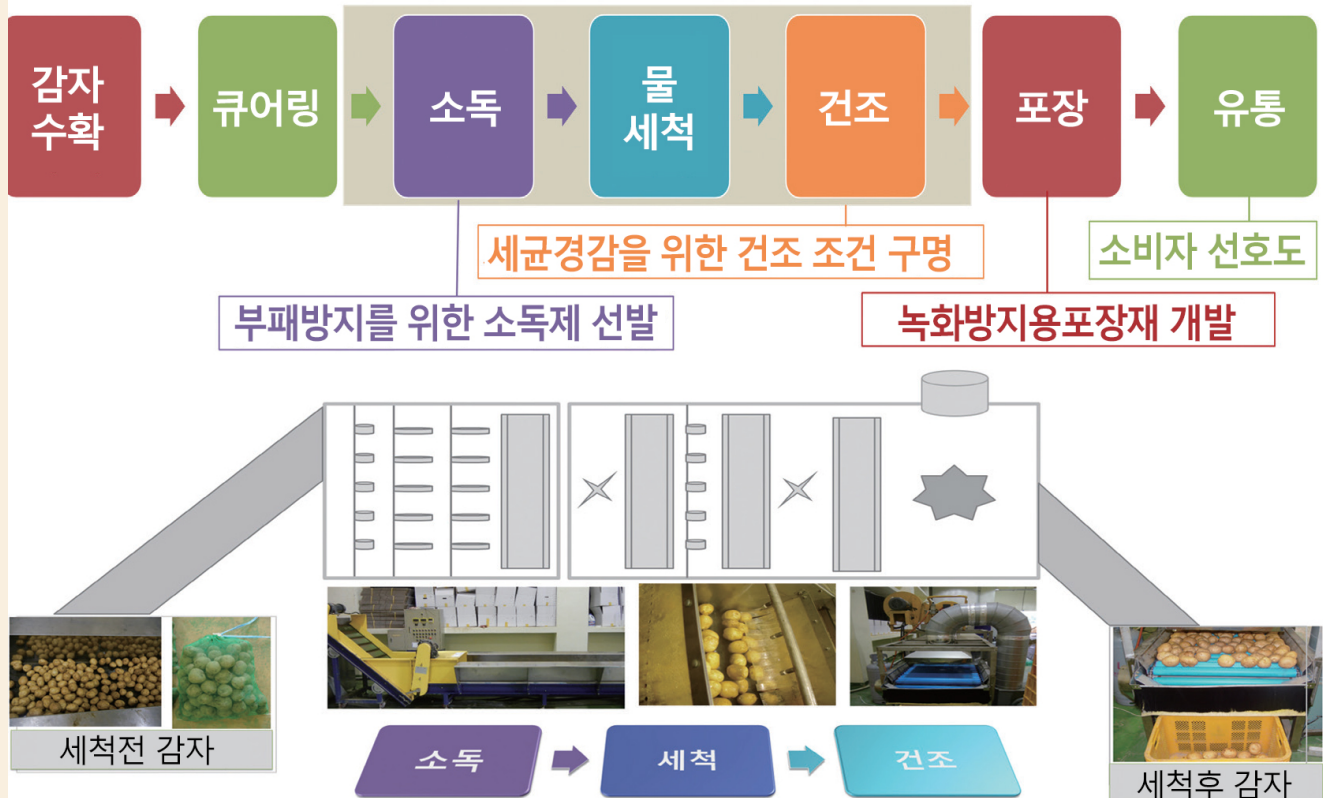 감자
수확
큐어링
소독
물
세척
건조
포장
유통
세균경감을 위한 건조 조건 구명
소비자 선호도
부패방지를 위한 소독제 선발
녹화방지용포장재 개발
세척전 감자
소독
세척
건조
세척후 감자